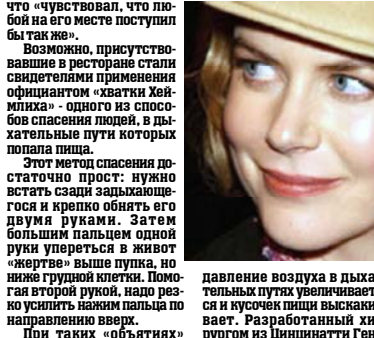 что «чувствовал, что лю-
бой на его месте поступил
бы так же».
Возможно, присутство-
вавшие в ресторане стали
свидетелями применения
официантом «хватки Хей-
млиха» - одного из спосо-
бов спасения людей, в ды-
хательные пути которых
попала пища.
Этот метод спасения до-
статочно прост: нужно
встать сзади задыхающе-
гося и крепко обнять его
двумя руками. Затем
большим пальцем одной
руки упереться в живот
«жертве» выше пупка, но
ниже грудной клетки. Помо-
гая второй рукой, надо рез-
ко усилить нажим пальца по
направлению вверх.
При таких «объятиях»
давление воздуха в дыха
тельных путях увеличивает
ся и кусочек пищи выскаки
вает. Разработанный хи
рургом из Цинцинатти Ген